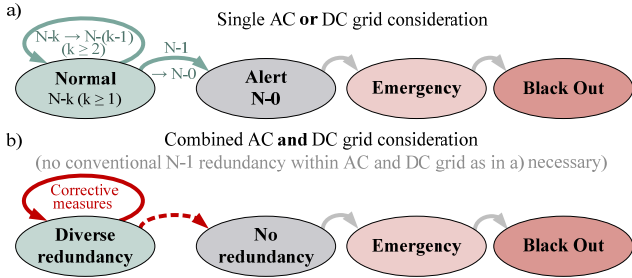 a)
Single AC or DC grid consideration
N-k → N-(k-1)
(k ≥ 2)
N-1
→ N-0
Normal
N-k (k ≥ 1)
Alert
N-0
Emergency
Black Out
b)
Combined AC and DC grid consideration
(no conventional N-1 redundancy within AC and DC grid as in a) necessary)
Corrective
measures
Diverse
redundancy
No
redundancy
Emergency
Black Out